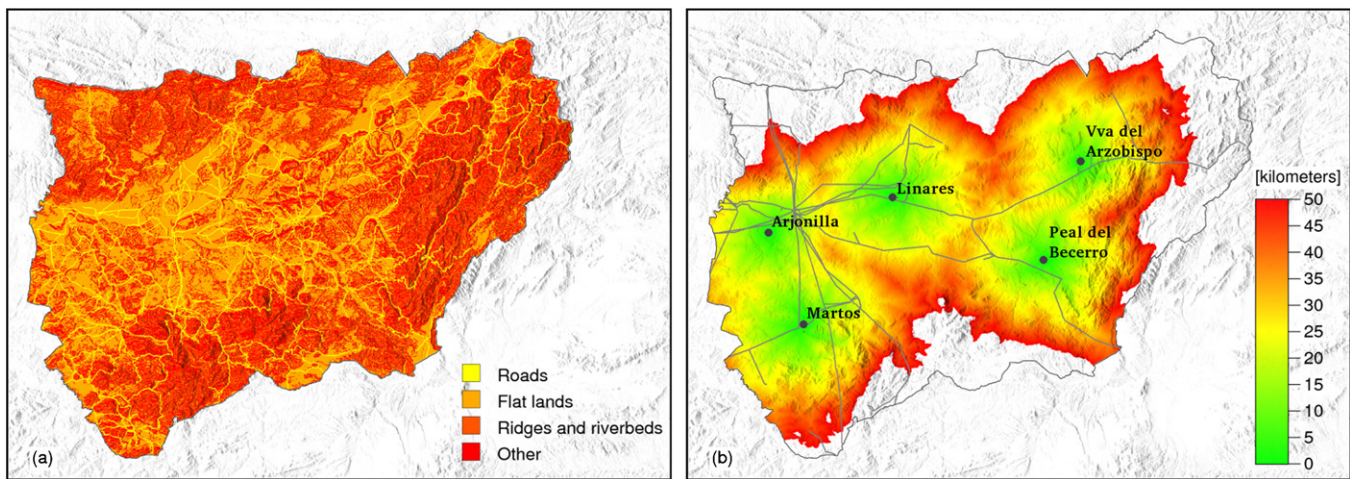 Roads
Flat lands
Ridges and riverbeds
Other
(a)
Vva del
Arzobispo
Linares
Arjonilla
Peal del
Becerro
Martos
[kilometers]
50
45
40
35
30
25
20
15
10
5
0
(b)